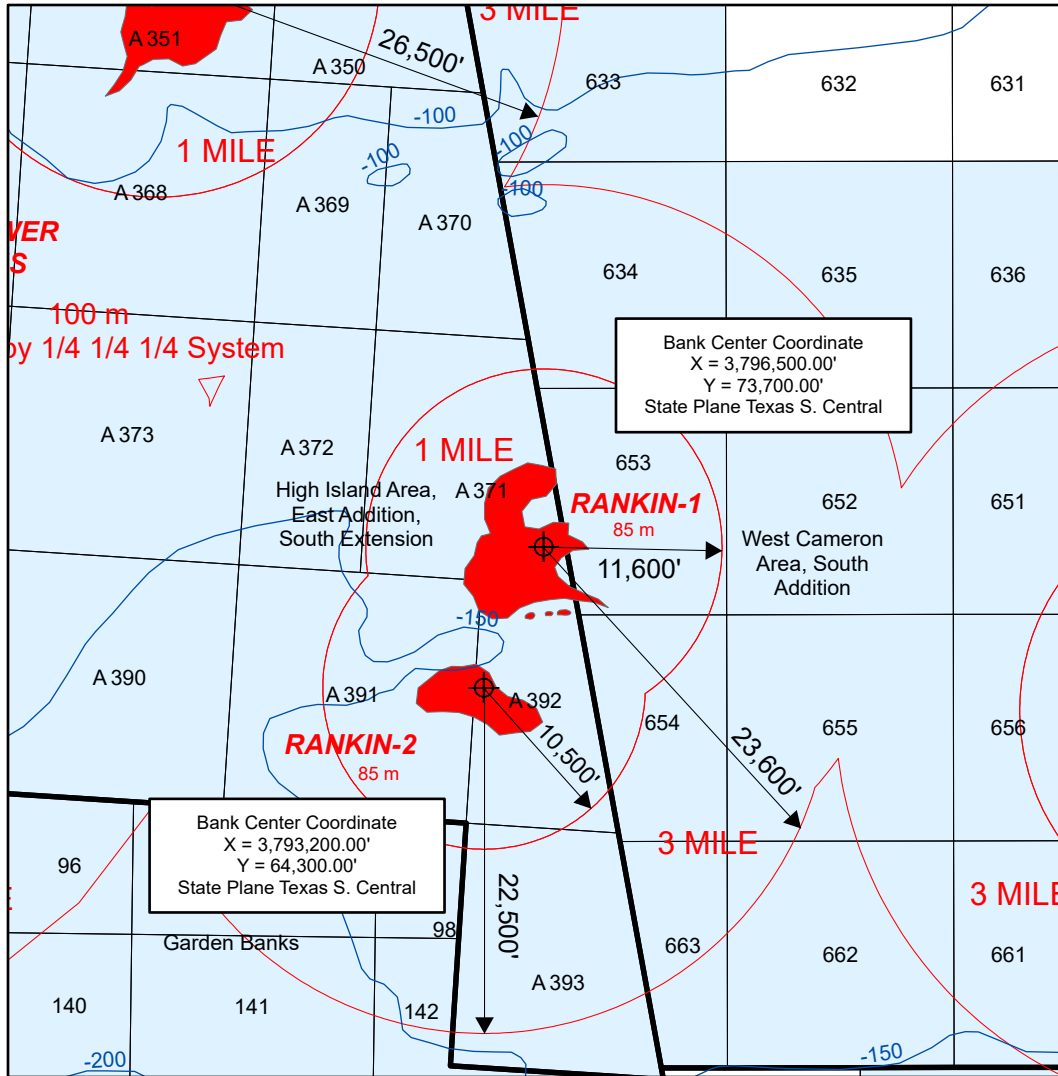 3 MILE
A 351
26,500'
A 350
633
632
631
-100
-100
1 MILE
-100
-100
A 368
A 369
A 370
VER
S
634
635
636
100 m
by 1/4 1/4 1/4 System
Bank Center Coordinate
X = 3,796,500.00'
Y = 73,700.00'
State Plane Texas S. Central
A 373
A 372
1 MILE
653
High Island Area,
East Addition,
South Extension
A 371
RANKIN-1
85 m
652
651
West Cameron
Area, South
Addition
11,600'
-150
A 390
A 391
A 392
654
655
656
RANKIN-2
85 m
10,500'
23,600'
Bank Center Coordinate
X = 3,793,200.00'
Y = 64,300.00'
State Plane Texas S. Central
3 MILE
96
22,500'
3 MILE
98
Garden Banks
663
662
661
A 393
140
141
142
-200
-150